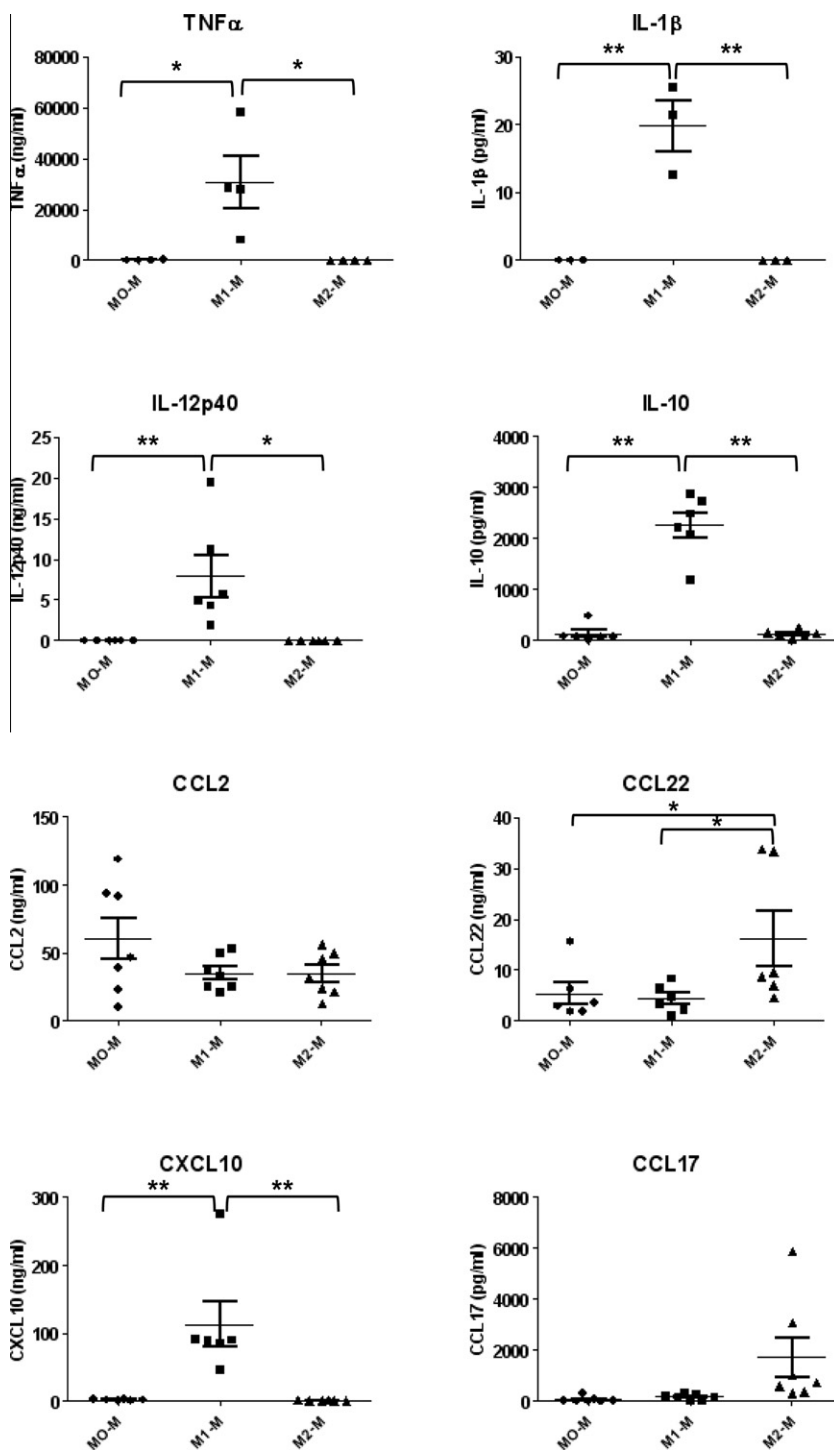 TNFα
* *
TNFα (ng/ml)
80000
60000
40000
20000
0
MO-M
M1-M
M2-M
IL-1β
** **
IL-1β (pg/ml)
30
20
10
0
MO-M
M1-M
M2-M
IL-12p40
** *
IL-12p40 (ng/ml)
25
20
15
10
5
0
MO-M
M1-M
M2-M
IL-10
** **
IL-10 (pg/ml)
4000
3000
2000
1000
0
MO-M
M1-M
M2-M
CCL2
CCL2 (ng/ml)
150
100
50
0
MO-M
M1-M
M2-M
CCL22
*
*
CCL22 (ng/ml)
40
30
20
10
0
MO-M
M1-M
M2-M
CXCL10
** **
CXCL10 (ng/ml)
300
200
100
0
MO-M
M1-M
M2-M
CCL17
CCL17 (pg/ml)
8000
6000
4000
2000
0
MO-M
M1-M
M2-M